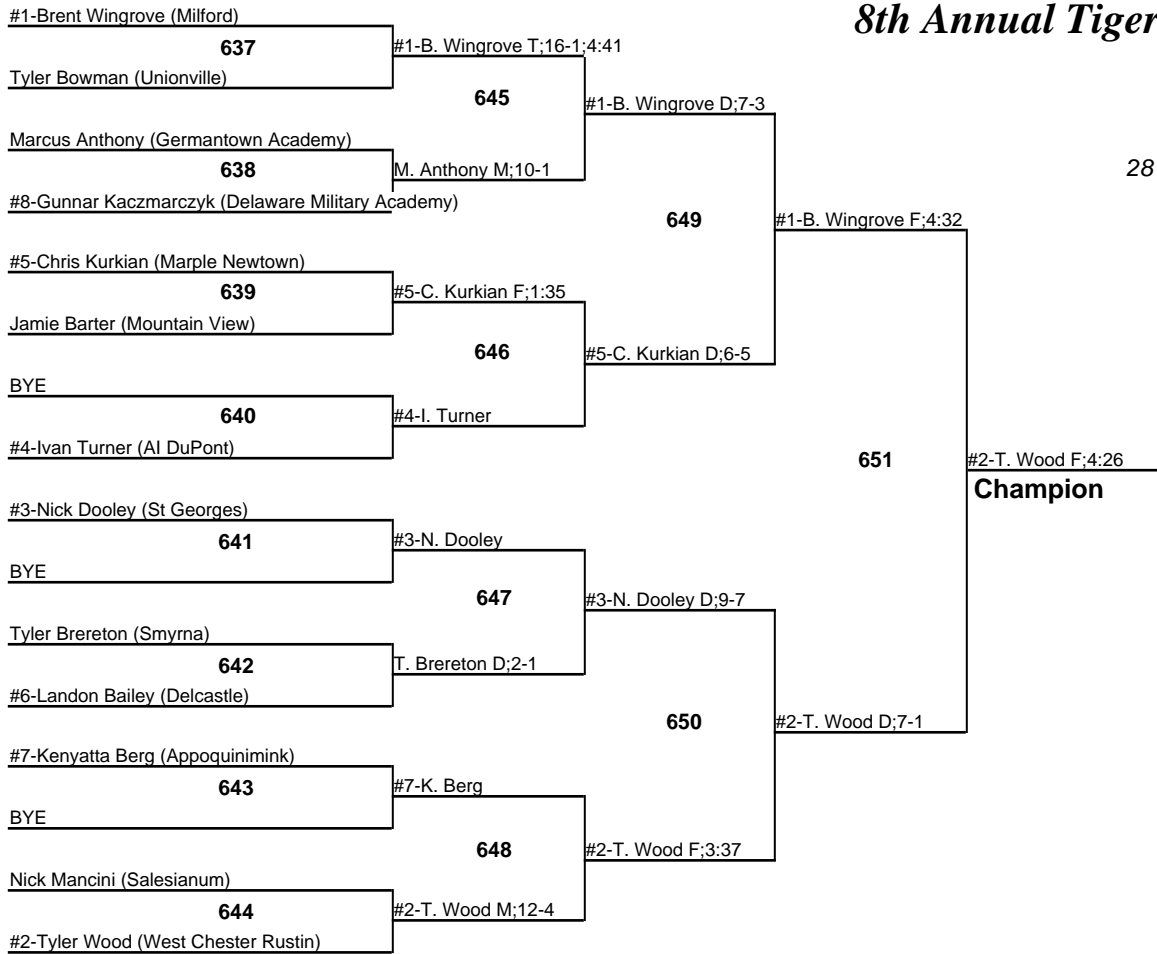 #1-Brent Wingrove (Milford)
8th Annual Tiger
637
#1-B. Wingrove T;16-1;4:41
Tyler Bowman (Unionville)
645
#1-B. Wingrove D;7-3
Marcus Anthony (Germantown Academy)
638
M. Anthony M;10-1
28
#8-Gunnar Kaczmarczyk (Delaware Military Academy)
649
#1-B. Wingrove F;4:32
#5-Chris Kurkian (Marple Newtown)
639
#5-C. Kurkian F;1:35
Jamie Barter (Mountain View)
646
#5-C. Kurkian D;6-5
BYE
640
#4-I. Turner
#4-Ivan Turner (AI DuPont)
651
#2-T. Wood F;4:26
Champion
#3-Nick Dooley (St Georges)
641
#3-N. Dooley
BYE
647
#3-N. Dooley D;9-7
Tyler Brereton (Smyrna)
642
T. Brereton D;2-1
#6-Landon Bailey (Delcastle)
650
#2-T. Wood D;7-1
#7-Kenyatta Berg (Appoquinimink)
643
#7-K. Berg
BYE
648
#2-T. Wood F;3:37
Nick Mancini (Salesianum)
644
#2-T. Wood M;12-4
#2-Tyler Wood (West Chester Rustin)